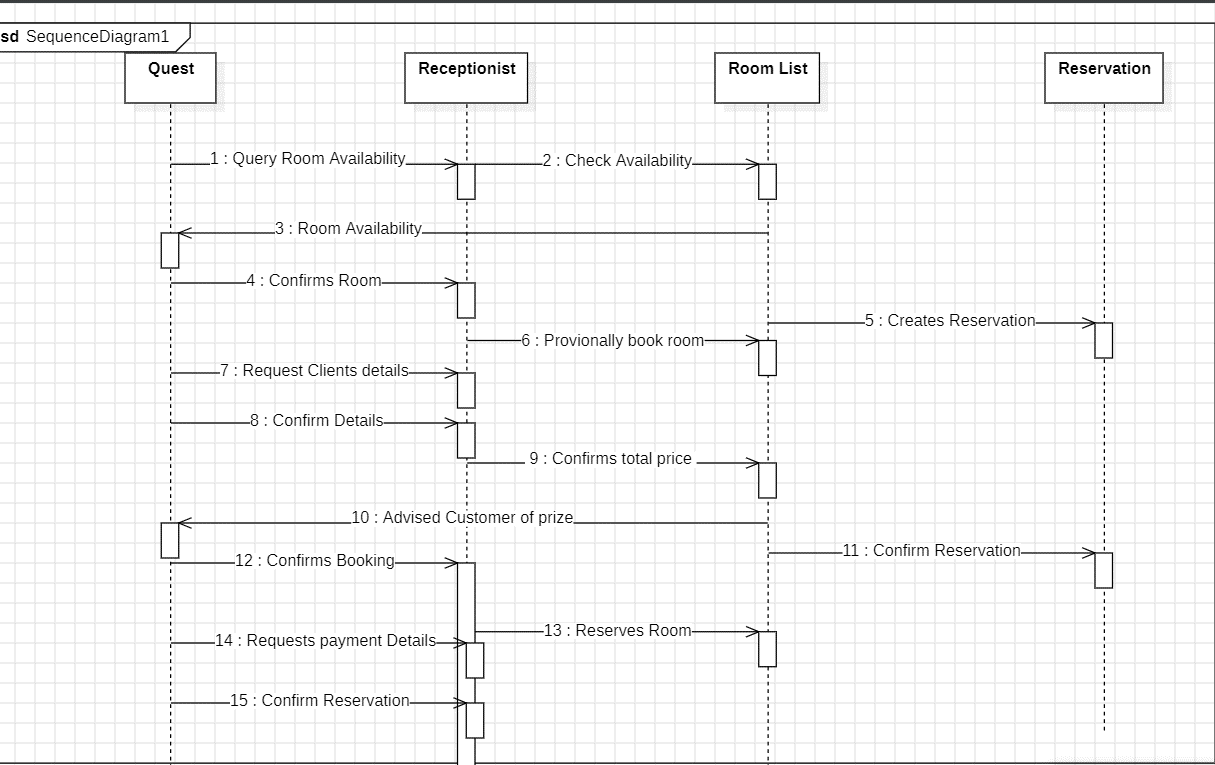 sd SequenceDiagram1
Quest
Receptionist
Room List
Reservation
1 : Query Room Availability
2 : Check Availability
3 : Room Availability
4 : Confirms Room
5 : Creates Reservation
6 : Provionally book room
7 : Request Clients details
8 : Confirm Details
9 : Confirms total price
10 : Advised Customer of prize
11 : Confirm Reservation
12 : Confirms Booking
13 : Reserves Room
14 : Requests payment Details
15 : Confirm Reservation